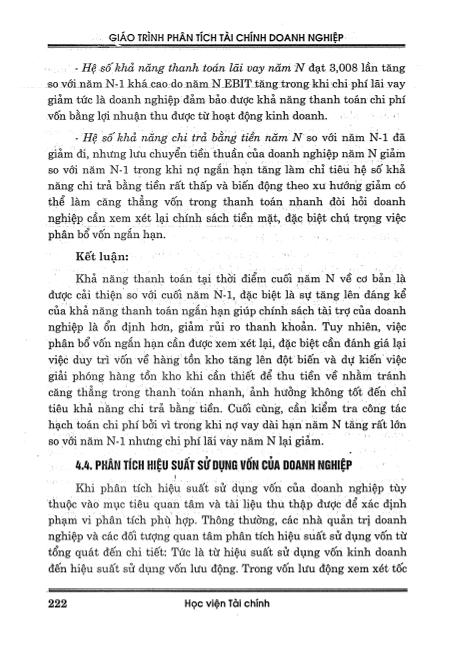 GIÁO TRÌNH PHÂN TÍCH TÀI CHÍNH DOANH NGHIỆP
- Hệ số khả năng thanh toán lãi vay năm N đạt 3,008 lần tăng
so với năm N-1 khá cao do năm N EBIT tăng trong khi chi phí lãi vay
giảm tức là doanh nghiệp đảm bảo được khả năng thanh toán chi phí
vốn bằng lợi nhuận thu được từ hoạt động kinh doanh.
- Hệ số khả năng chi trả bằng tiền năm N so với năm N-1 đã
giảm đi, nhưng lưu chuyển tiền thuần của doanh nghiệp năm N giảm
so với năm N-1 trong khi nợ ngắn hạn tăng làm chỉ tiêu hệ số khả
năng chi trả bằng tiền rất thấp và biến động theo xu hướng giảm có
thể làm căng thẳng vốn trong thanh toán nhanh đòi hỏi doanh
nghiệp cần xem xét lại chính sách tiền mặt, đặc biệt chú trọng việc
phân bổ vốn ngắn hạn.
Kết luận:
Khả năng thanh toán tại thời điểm cuối năm N về cơ bản là
được cải thiện so với cuối năm N-1, đặc biệt là sự tăng lên đáng kể
của khả năng thanh toán ngắn hạn giúp chính sách tài trợ của doanh
nghiệp là ổn định hơn, giảm rủi ro thanh khoản. Tuy nhiên, việc
phân bổ vốn ngắn hạn cần được xem xét lại, đặc biệt cần đánh giá lại
việc duy trì vốn về hàng tồn kho tăng lên đột biến và dự kiến việc
giải phóng hàng tồn kho khi cần thiết để thu tiền về nhằm tránh
căng thẳng trong thanh toán nhanh, ảnh hưởng không tốt đến chỉ
tiêu khả năng chi trả bằng tiền. Cuối cùng, cần kiểm tra công tác
hạch toán chi phí bởi vì trong khi nợ vay dài hạn năm N tăng rất lớn
so với năm N-1 nhưng chi phí lãi vay năm N lại giảm.
4.4. PHÂN TÍCH HIỆU SUẤT SỬ DỤNG VỐN CỦA DOANH NGHIỆP
Khi phân tích hiệu suất sử dụng vốn của doanh nghiệp tùy
thuộc vào mục tiêu quan tâm và tài liệu thu thập được để xác định
phạm vi phân tích phù hợp. Thông thường, các nhà quản trị doanh
nghiệp và các đối tượng quan tâm phân tích hiệu suất sử dụng vốn từ
tổng quát đến chi tiết: Tức là từ hiệu suất sử dụng vốn kinh doanh
đến hiệu suất sử dụng vốn lưu động. Trong vốn lưu động xem xét tốc
222
Học viện Tài chính